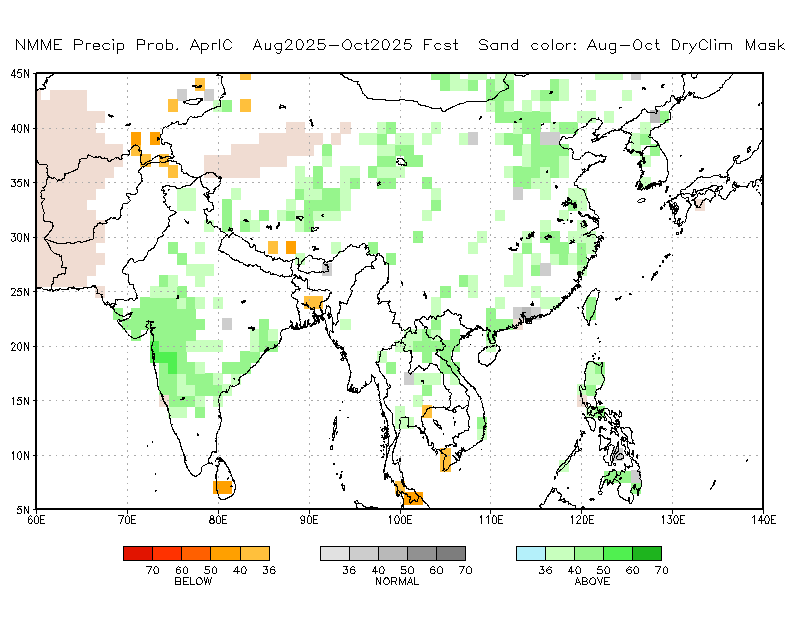 NMME Precip Prob. AprIC  Aug2025-Oct2025 Fcst  Sand color: Aug-Oct DryClim Mask
45N
40N
35N
30N
25N
20N
15N
10N
5N
60E 70E 80E 90E 100E 110E 120E 130E 140E
70 60 50 40 36 36 40 50 60 70 36 40 50 60 70
BELOW NORMAL ABOVE